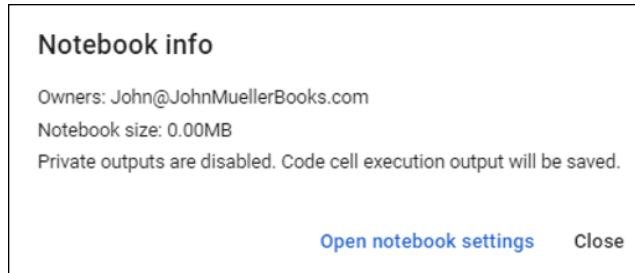 Notebook info
Owners: John@JohnMuellerBooks.com
Notebook size: 0.00MB
Private outputs are disabled. Code cell execution output will be saved.
Open notebook settings Close